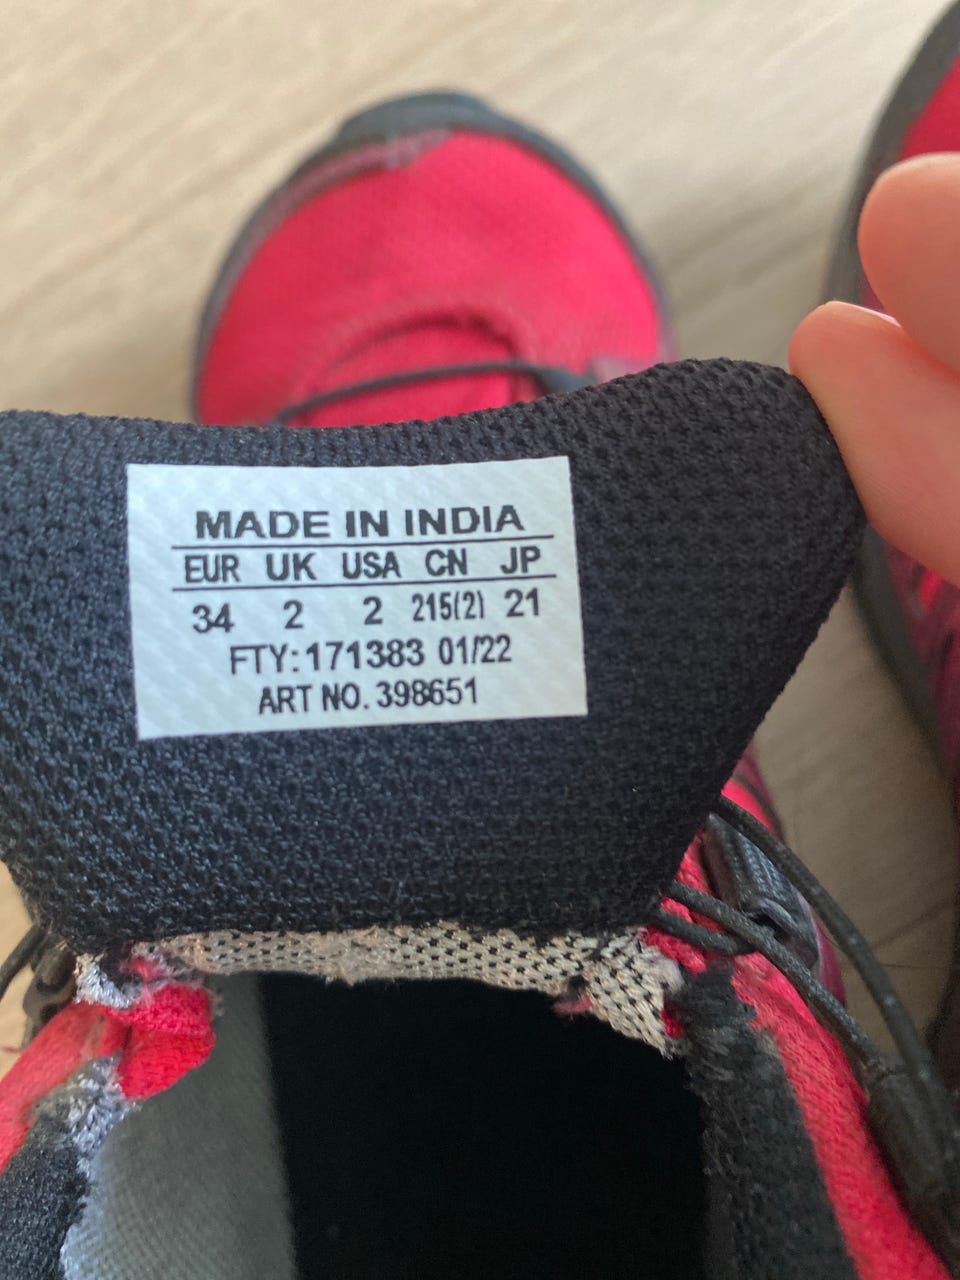 MADE IN INDIA
EUR UK USA CN JP
34 2 2 215(2) 21
FTY: 171383 01/22
ART NO. 398651